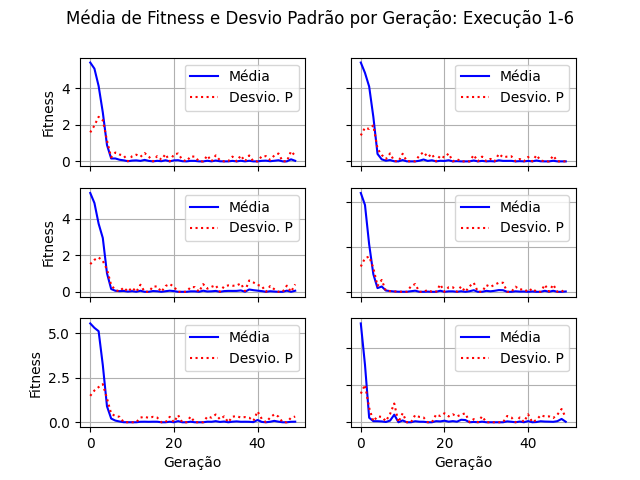 Média de Fitness e Desvio Padrão por Geração: Execução 1-6
Fitness
4
2
0
Média
Desvio. P
Média
Desvio. P
Fitness
4
2
0
Média
Desvio. P
Média
Desvio. P
Fitness
5.0
2.5
0.0
Média
Desvio. P
Média
Desvio. P
0 20 40
0 20 40
Geração
Geração